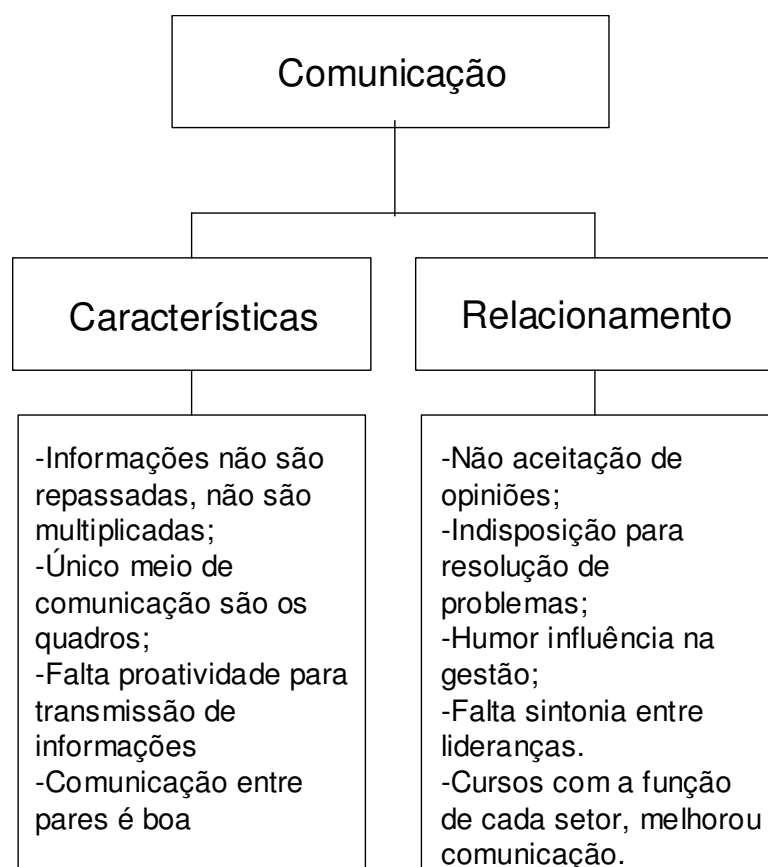 Comunicação
Características
Relacionamento
-Informações não são
repassadas, não são
multiplicadas;
-Único meio de
comunicação são os
quadros;
-Falta proatividade para
transmissão de
informações
-Comunicação entre
pares é boa
-Não aceitação de
opiniões;
-Indisposição para
resolução de
problemas;
-Humor influência na
gestão;
-Falta sintonia entre
lideranças.
-Cursos com a função
de cada setor, melhorou
comunicação.